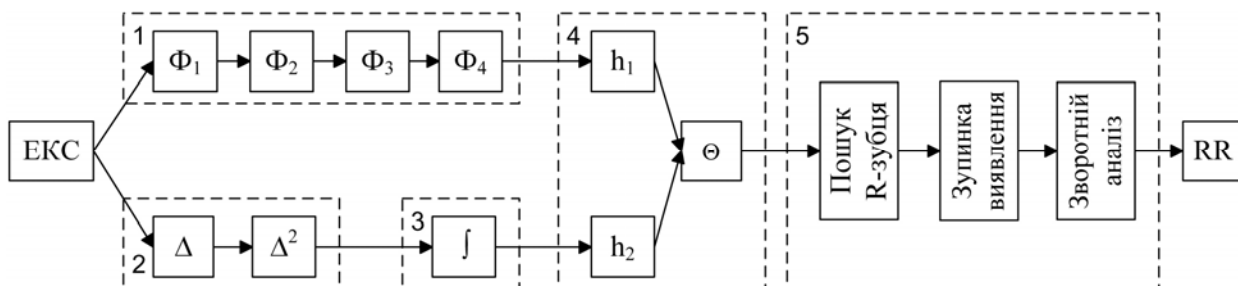 1
Φ1
Φ2
Φ3
Φ4
4
h1
5
ЕКС
Θ
Пошук
R-зубця
Зупинка
виявлення
Зворотній
аналіз
RR
2
Δ
Δ²
3
∫
h2